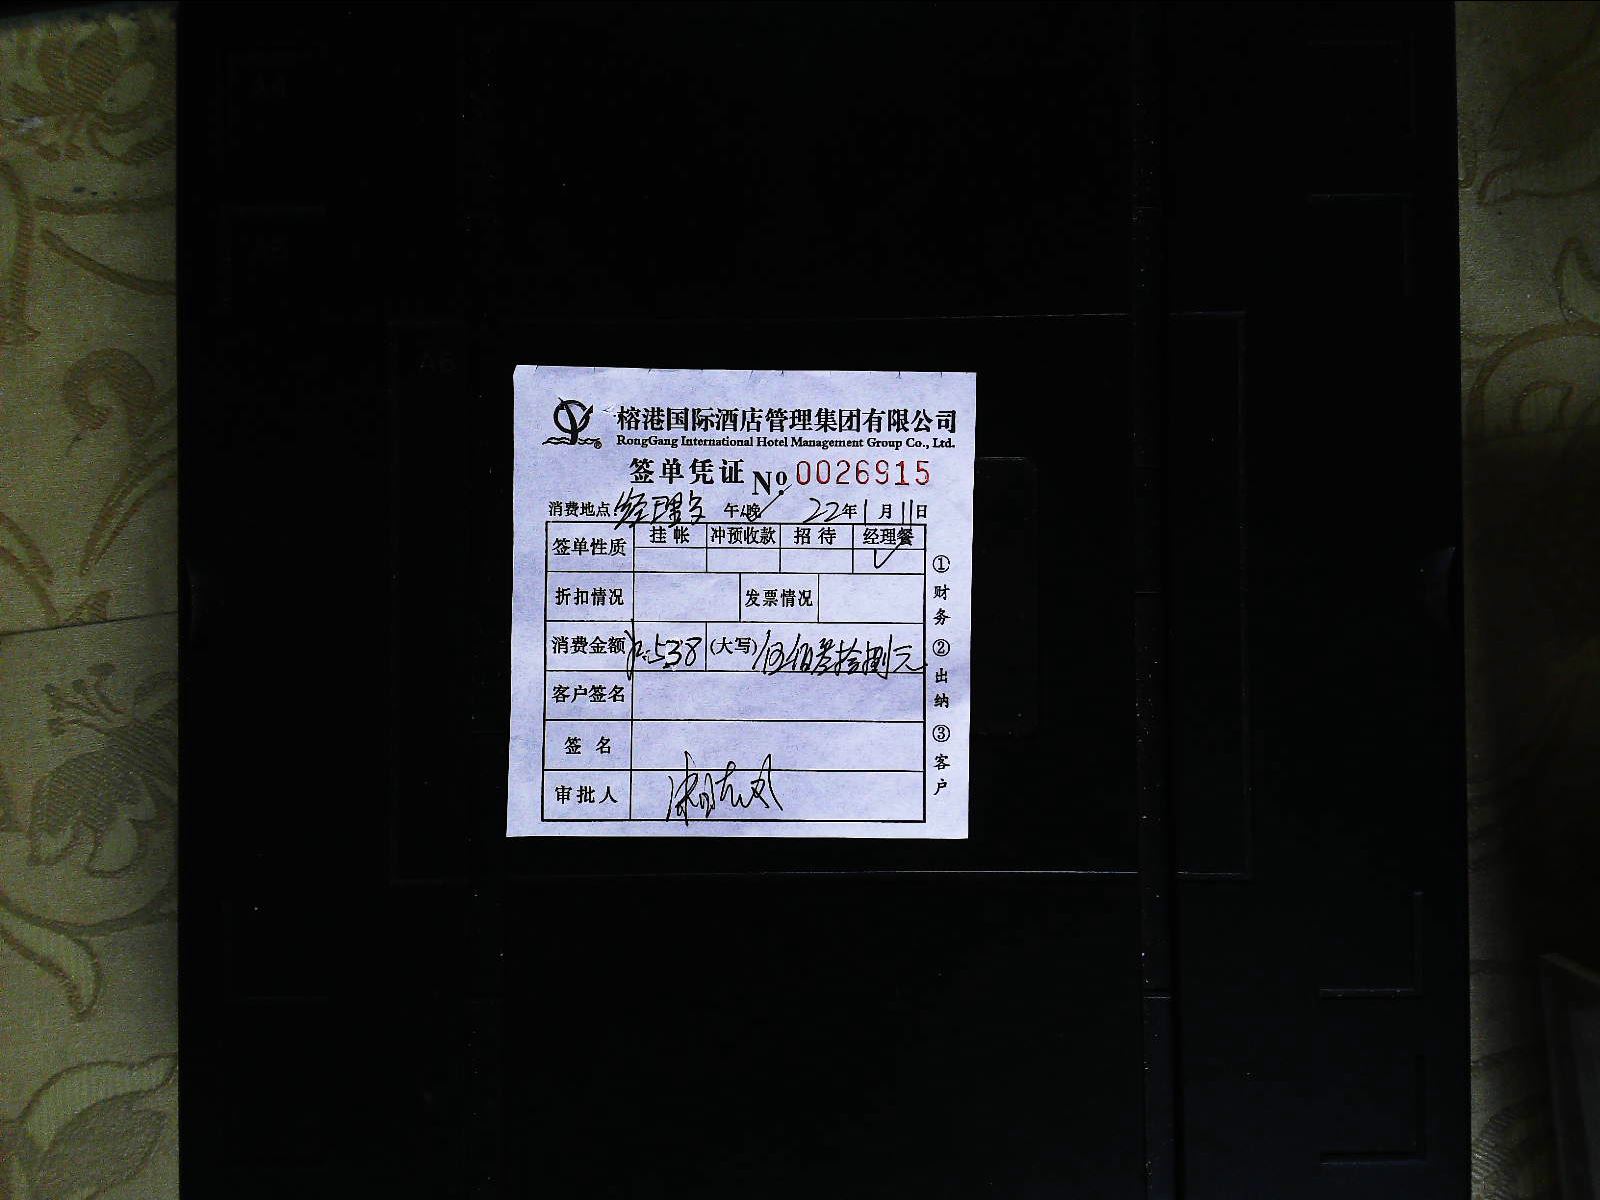 榕港国际酒店管理集团有限公司
RongGang International Hotel Management Group Co., Ltd.
签单凭证 No. 0026915
消费地点: 经理 午/晚 22年1月11日
签单性质 挂帐 冲预收款 招待 经理餐
折扣情况 发票情况
消费金额 ¥:538 (大写) 伍佰叁拾捌元
客户签名
签名
审批人
①财务 ②出纳 ③客户
A6